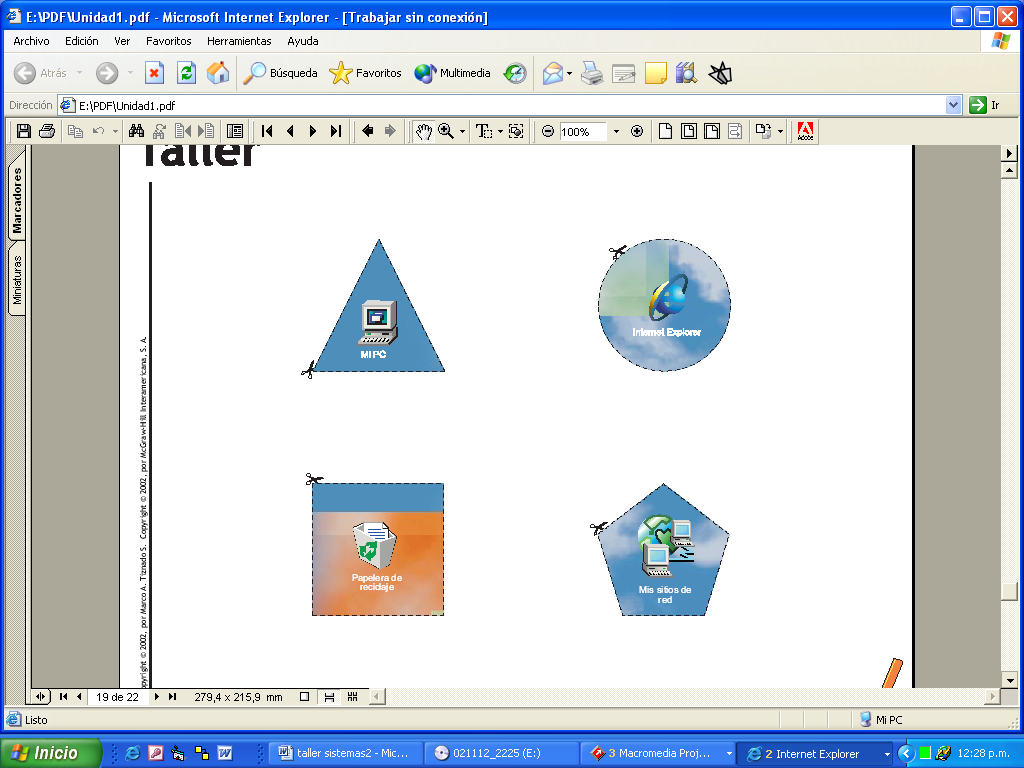 E:\PDF\Unidad1.pdf - Microsoft Internet Explorer - [Trabajar sin conexión]
Archivo Edición Ver Favoritos Herramientas Ayuda
Atrás Búsqueda Favoritos Multimedia
Dirección E:\PDF\Unidad1.pdf Ir
100% Adobe
Marcadores
Miniaturas
Taller
MI PC
Internet Explorer
Papelera de
reciclaje
Mis sitios de
red
opyright © 2002, por Marco A. Tiznado S. Copyright © 2002, por McGraw-Hill Interamericana, S. A.
19 de 22 279,4 x 215,9 mm
Listo Mi PC
Inicio taller sistemas2 - Mic... 021112_2225 (E:) 3 Macromedia Proj... 2 Internet Explorer 12:28 p.m.